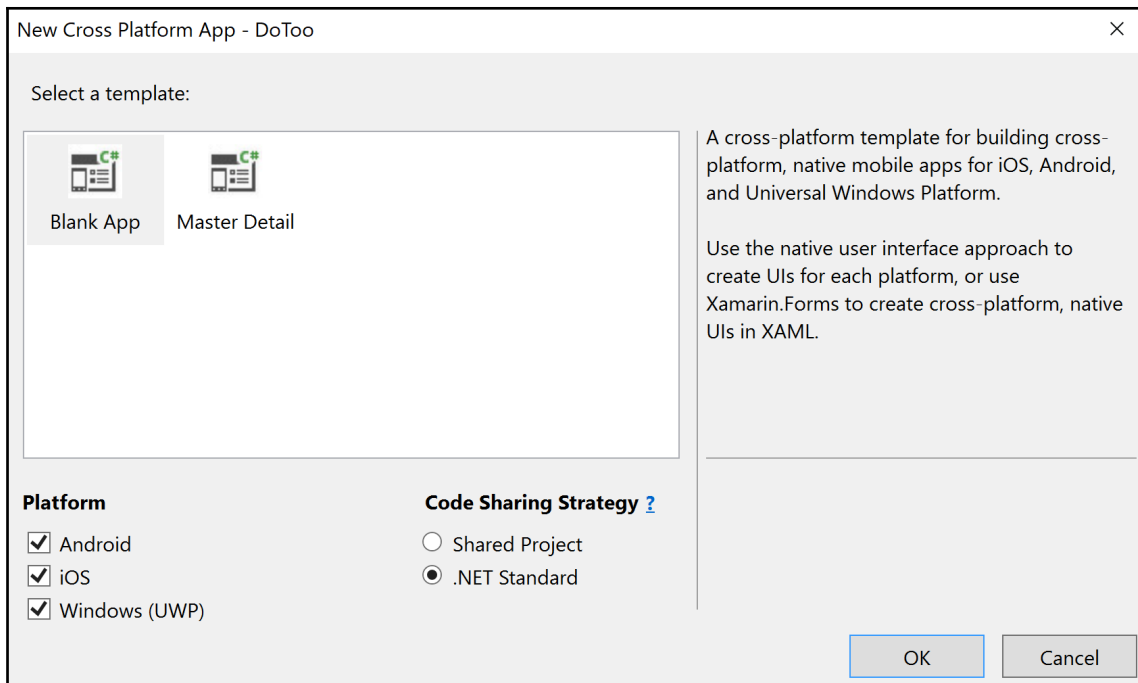 New Cross Platform App - DoToo
Select a template:
C#
C#
Blank App
Master Detail
A cross-platform template for building cross-
platform, native mobile apps for iOS, Android,
and Universal Windows Platform.
Use the native user interface approach to
create UIs for each platform, or use
Xamarin.Forms to create cross-platform, native
UIs in XAML.
Platform
Android
iOS
Windows (UWP)
Code Sharing Strategy ?
Shared Project
.NET Standard
OK
Cancel